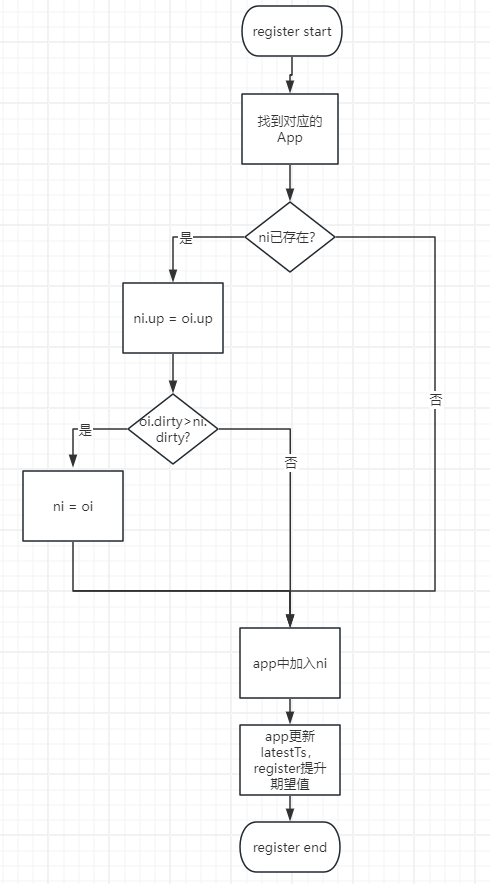 register start
找到对应的
App
ni已存在?
是
ni.up = oi.up
oi.dirty>ni.
dirty?
是
否
否
ni = oi
app中加入ni
app更新
latestTs,
register提升
期望值
register end